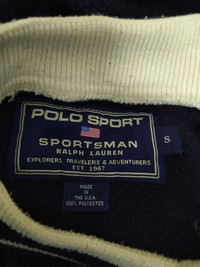 POLO SPORT
SPORTSMAN
RALPH LAUREN
EXPLORERS, TRAVELERS & ADVENTURERS
EST. 1967
S
MADE
IN
THE U.S.A.
100% POLYESTER